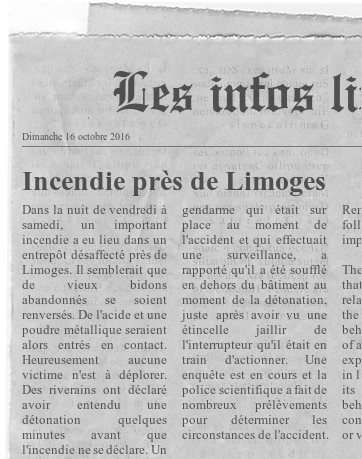 Les infos li
Dimanche 16 octobre 2016
Incendie près de Limoges
Dans la nuit de vendredi à
samedi, un important
incendie a eu lieu dans un
entrepôt désaffecté près de
Limoges. Il semblerait que
de vieux bidons
abandonnés se soient
renversés. De l'acide et une
poudre métallique seraient
alors entrés en contact.
Heureusement aucune
victime n'est à déplorer.
Des riverains ont déclaré
avoir entendu une
détonation quelques
minutes avant que
l'incendie ne se déclare. Un
gendarme qui était sur
place au moment de
l'accident et qui effectuait
une surveillance, a
rapporté qu'il a été soufflé
en dehors du bâtiment au
moment de la détonation,
juste après avoir vu une
étincelle jaillir de
l'interrupteur qu'il était en
train d'actionner. Une
enquête est en cours et la
police scientifique a fait de
nombreux prélèvements
pour déterminer les
circonstances de l'accident.
Rer
foll
imp
The
that
rela
the
beh
of a
exp
in l
its
beh
con
or v